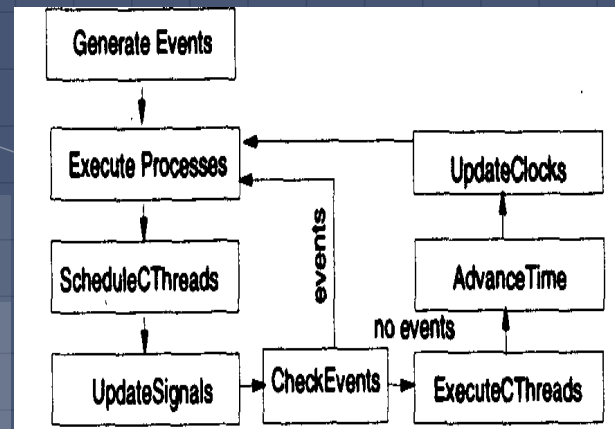 Generate Events
Execute Processes
UpdateClocks
events
ScheduleCThreads
AdvanceTime
no events
UpdateSignals
CheckEvents
ExecuteCThreads